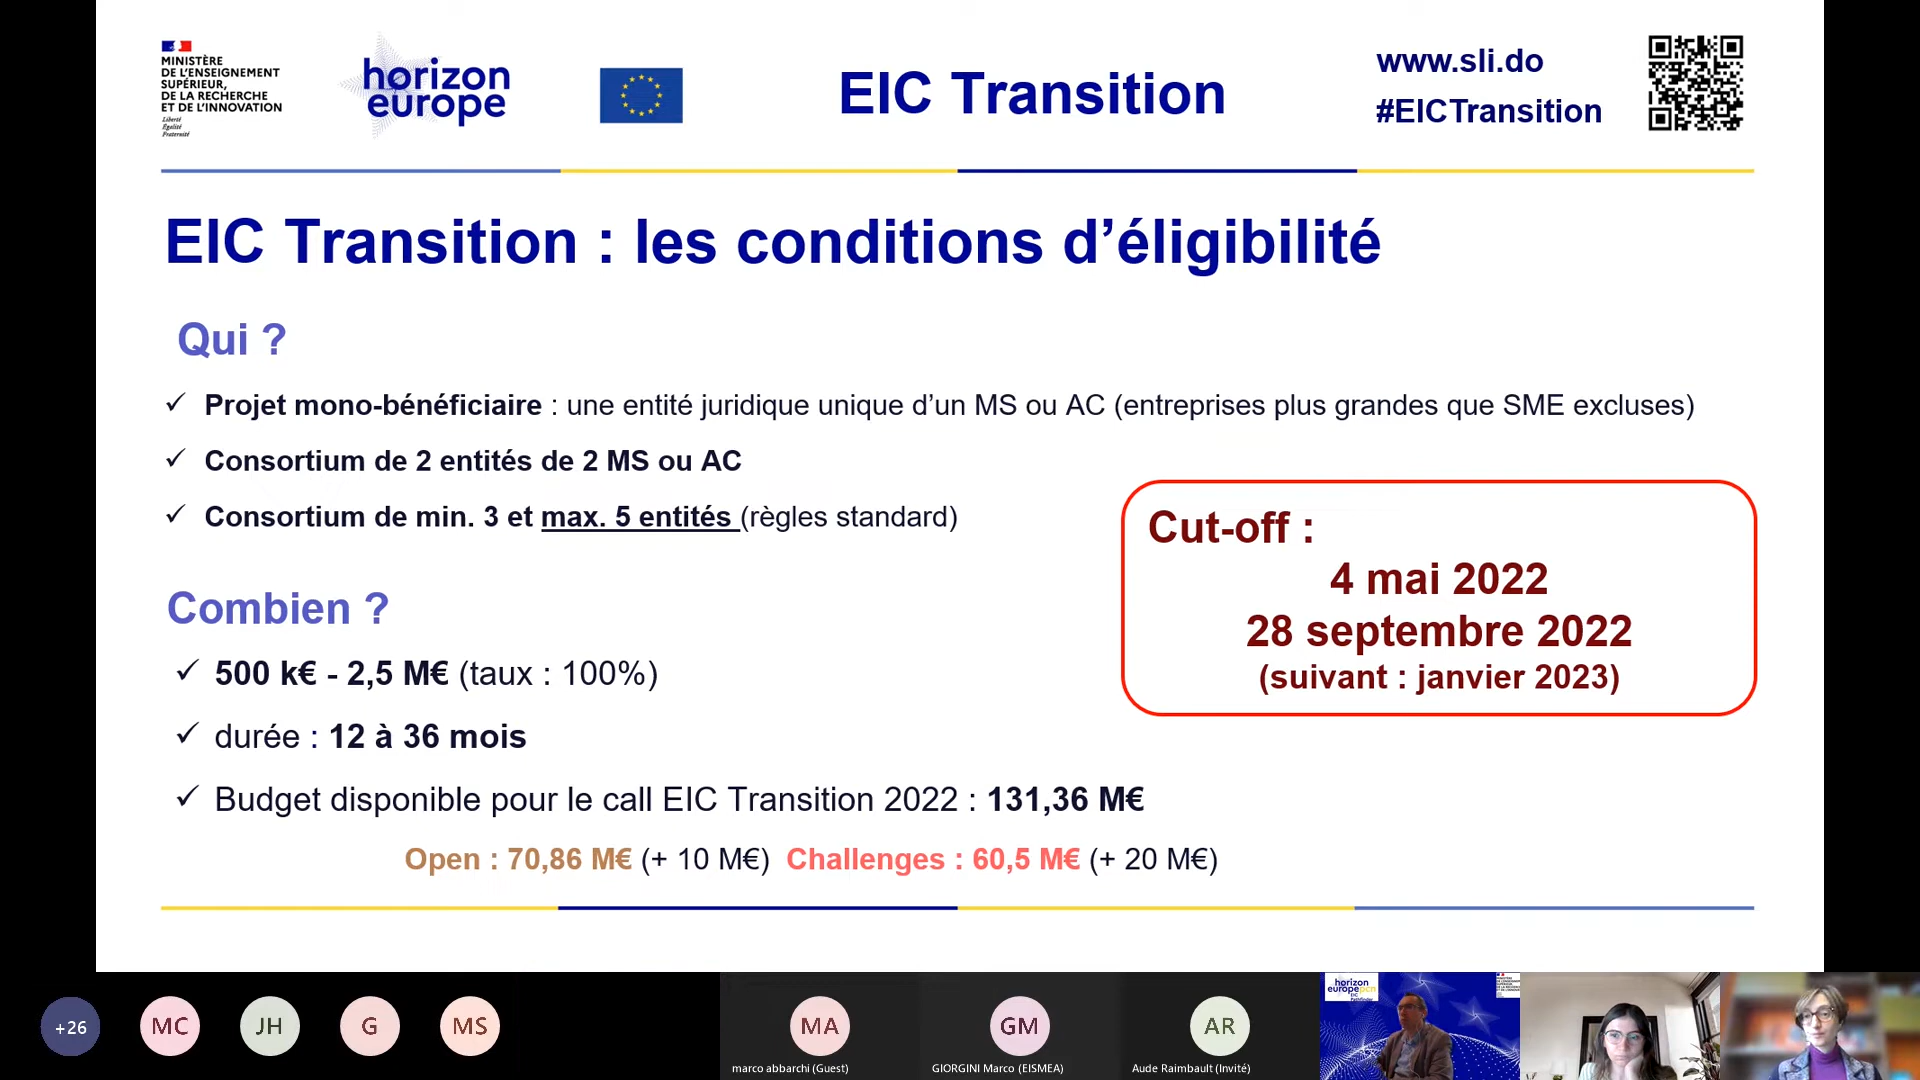 MINISTÈRE
DE L'ENSEIGNEMENT
SUPÉRIEUR,
DE LA RECHERCHE
ET DE L'INNOVATION
Liberté
Égalité
Fraternité
horizon
europe
EIC Transition
www.sli.do
#EICTransition
EIC Transition : les conditions d’éligibilité
Qui ?
✓ Projet mono-bénéficiaire : une entité juridique unique d’un MS ou AC (entreprises plus grandes que SME excluses)
✓ Consortium de 2 entités de 2 MS ou AC
✓ Consortium de min. 3 et max. 5 entités (règles standard)
Cut-off :
4 mai 2022
28 septembre 2022
(suivant : janvier 2023)
Combien ?
✓ 500 k€ - 2,5 M€ (taux : 100%)
✓ durée : 12 à 36 mois
✓ Budget disponible pour le call EIC Transition 2022 : 131,36 M€
Open : 70,86 M€ (+ 10 M€) Challenges : 60,5 M€ (+ 20 M€)
+26
MC
JH
G
MS
MA
marco abbarchi (Guest)
GM
GIORGINI Marco (EISMEA)
AR
Aude Raimbault (Invité)
horizon
europepcn
EIC
Pathfinder